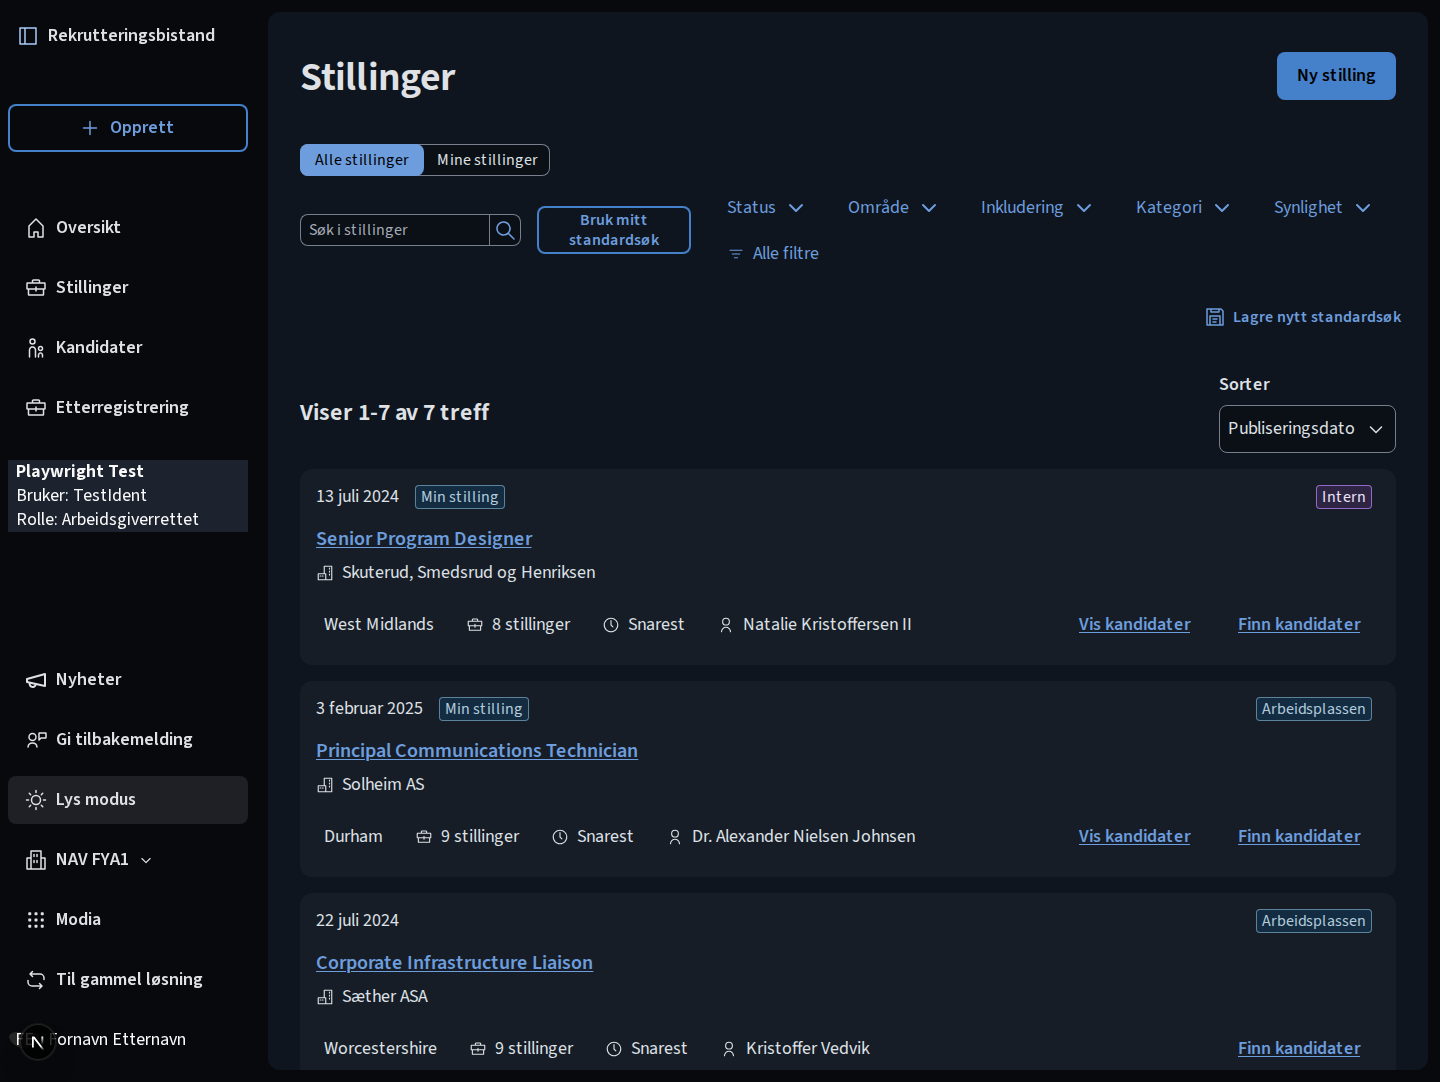 Rekrutteringsbistand
Opprett
Oversikt
Stillinger
Kandidater
Etterregistrering
Playwright Test
Bruker: TestIdent
Rolle: Arbeidsgiverrettet
Nyheter
Gi tilbakemelding
Lys modus
NAV FYA1
Modia
Til gammel løsning
Fornavn Etternavn
Stillinger
Ny stilling
Alle stillinger Mine stillinger
Søk i stillinger
Bruk mitt
standardsøk
Status Område Inkludering Kategori Synlighet
Alle filtre
Lagre nytt standardsøk
Viser 1-7 av 7 treff
Sorter
Publiseringsdato
13 juli 2024 Min stilling Intern
Senior Program Designer
Skuterud, Smedsrud og Henriksen
West Midlands 8 stillinger Snarest Natalie Kristoffersen II Vis kandidater Finn kandidater
3 februar 2025 Min stilling Arbeidsplassen
Principal Communications Technician
Solheim AS
Durham 9 stillinger Snarest Dr. Alexander Nielsen Johnsen Vis kandidater Finn kandidater
22 juli 2024 Arbeidsplassen
Corporate Infrastructure Liaison
Sæther ASA
Worcestershire 9 stillinger Snarest Kristoffer Vedvik Finn kandidater